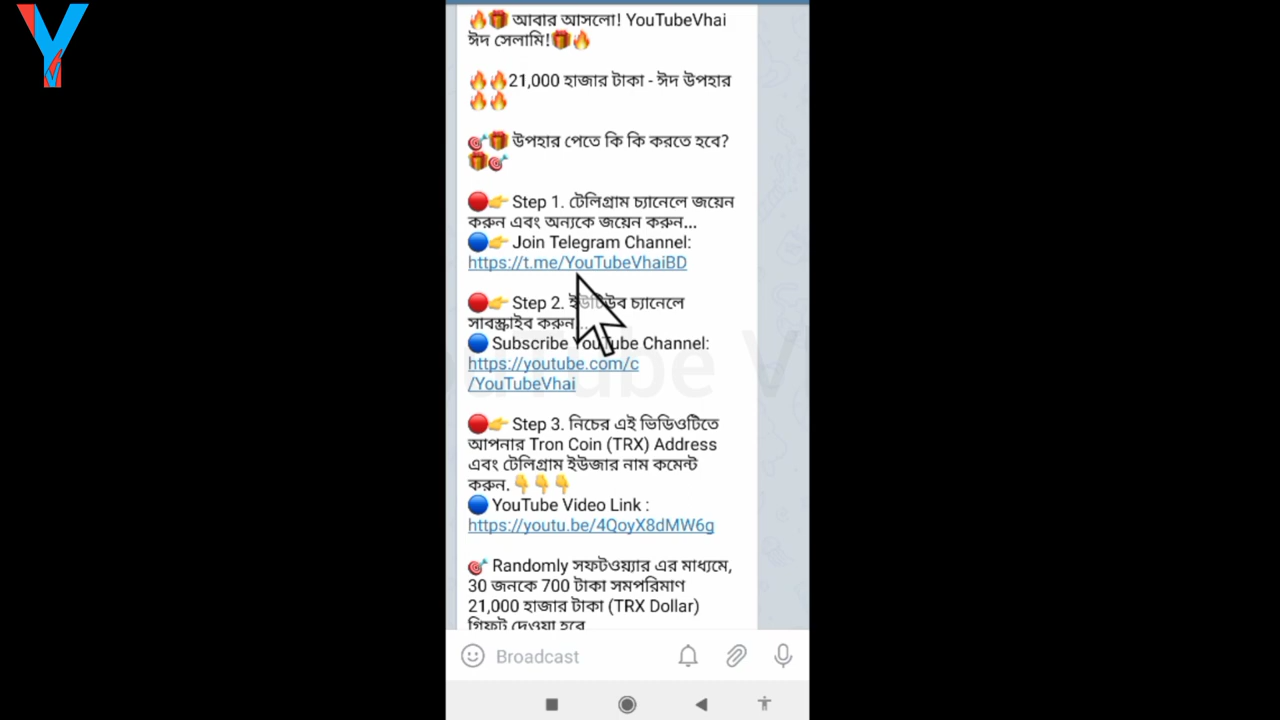 🔥🎁 আবার আসলো! YouTubeVhai
ঈদ সেলামি!🎁🔥
🔥🔥21,000 হাজার টাকা - ঈদ উপহার
🔥🔥
🎯🎁 উপহার পেতে কি কি করতে হবে?
🎁🎯
🔴👉 Step 1. টেলিগ্রাম চ্যানেলে জয়েন
করুন এবং অন্যকে জয়েন করুন...
🔵👉 Join Telegram Channel:
https://t.me/YouTubeVhaiBD
🔴👉 Step 2. ইউটিউব চ্যানেলে
সাবস্ক্রাইব করুন...
🔵 Subscribe YouTube Channel:
https://youtube.com/c
/YouTubeVhai
🔴👉 Step 3. নিচের এই ভিডিওটিতে
আপনার Tron Coin (TRX) Address
এবং টেলিগ্রাম ইউজার নাম কমেন্ট
করুন. 👇👇👇
🔵 YouTube Video Link :
https://youtu.be/4QoyX8dMW6g
🎯 Randomly সফটওয়্যার এর মাধ্যমে,
30 জনকে 700 টাকা সমপরিমাণ
21,000 হাজার টাকা (TRX Dollar)
গিফট দেওয়া হবে
Broadcast